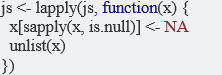 js <- lapply(js, function(x) {
  x[sapply(x, is.null)] <- NA
  unlist(x)
})